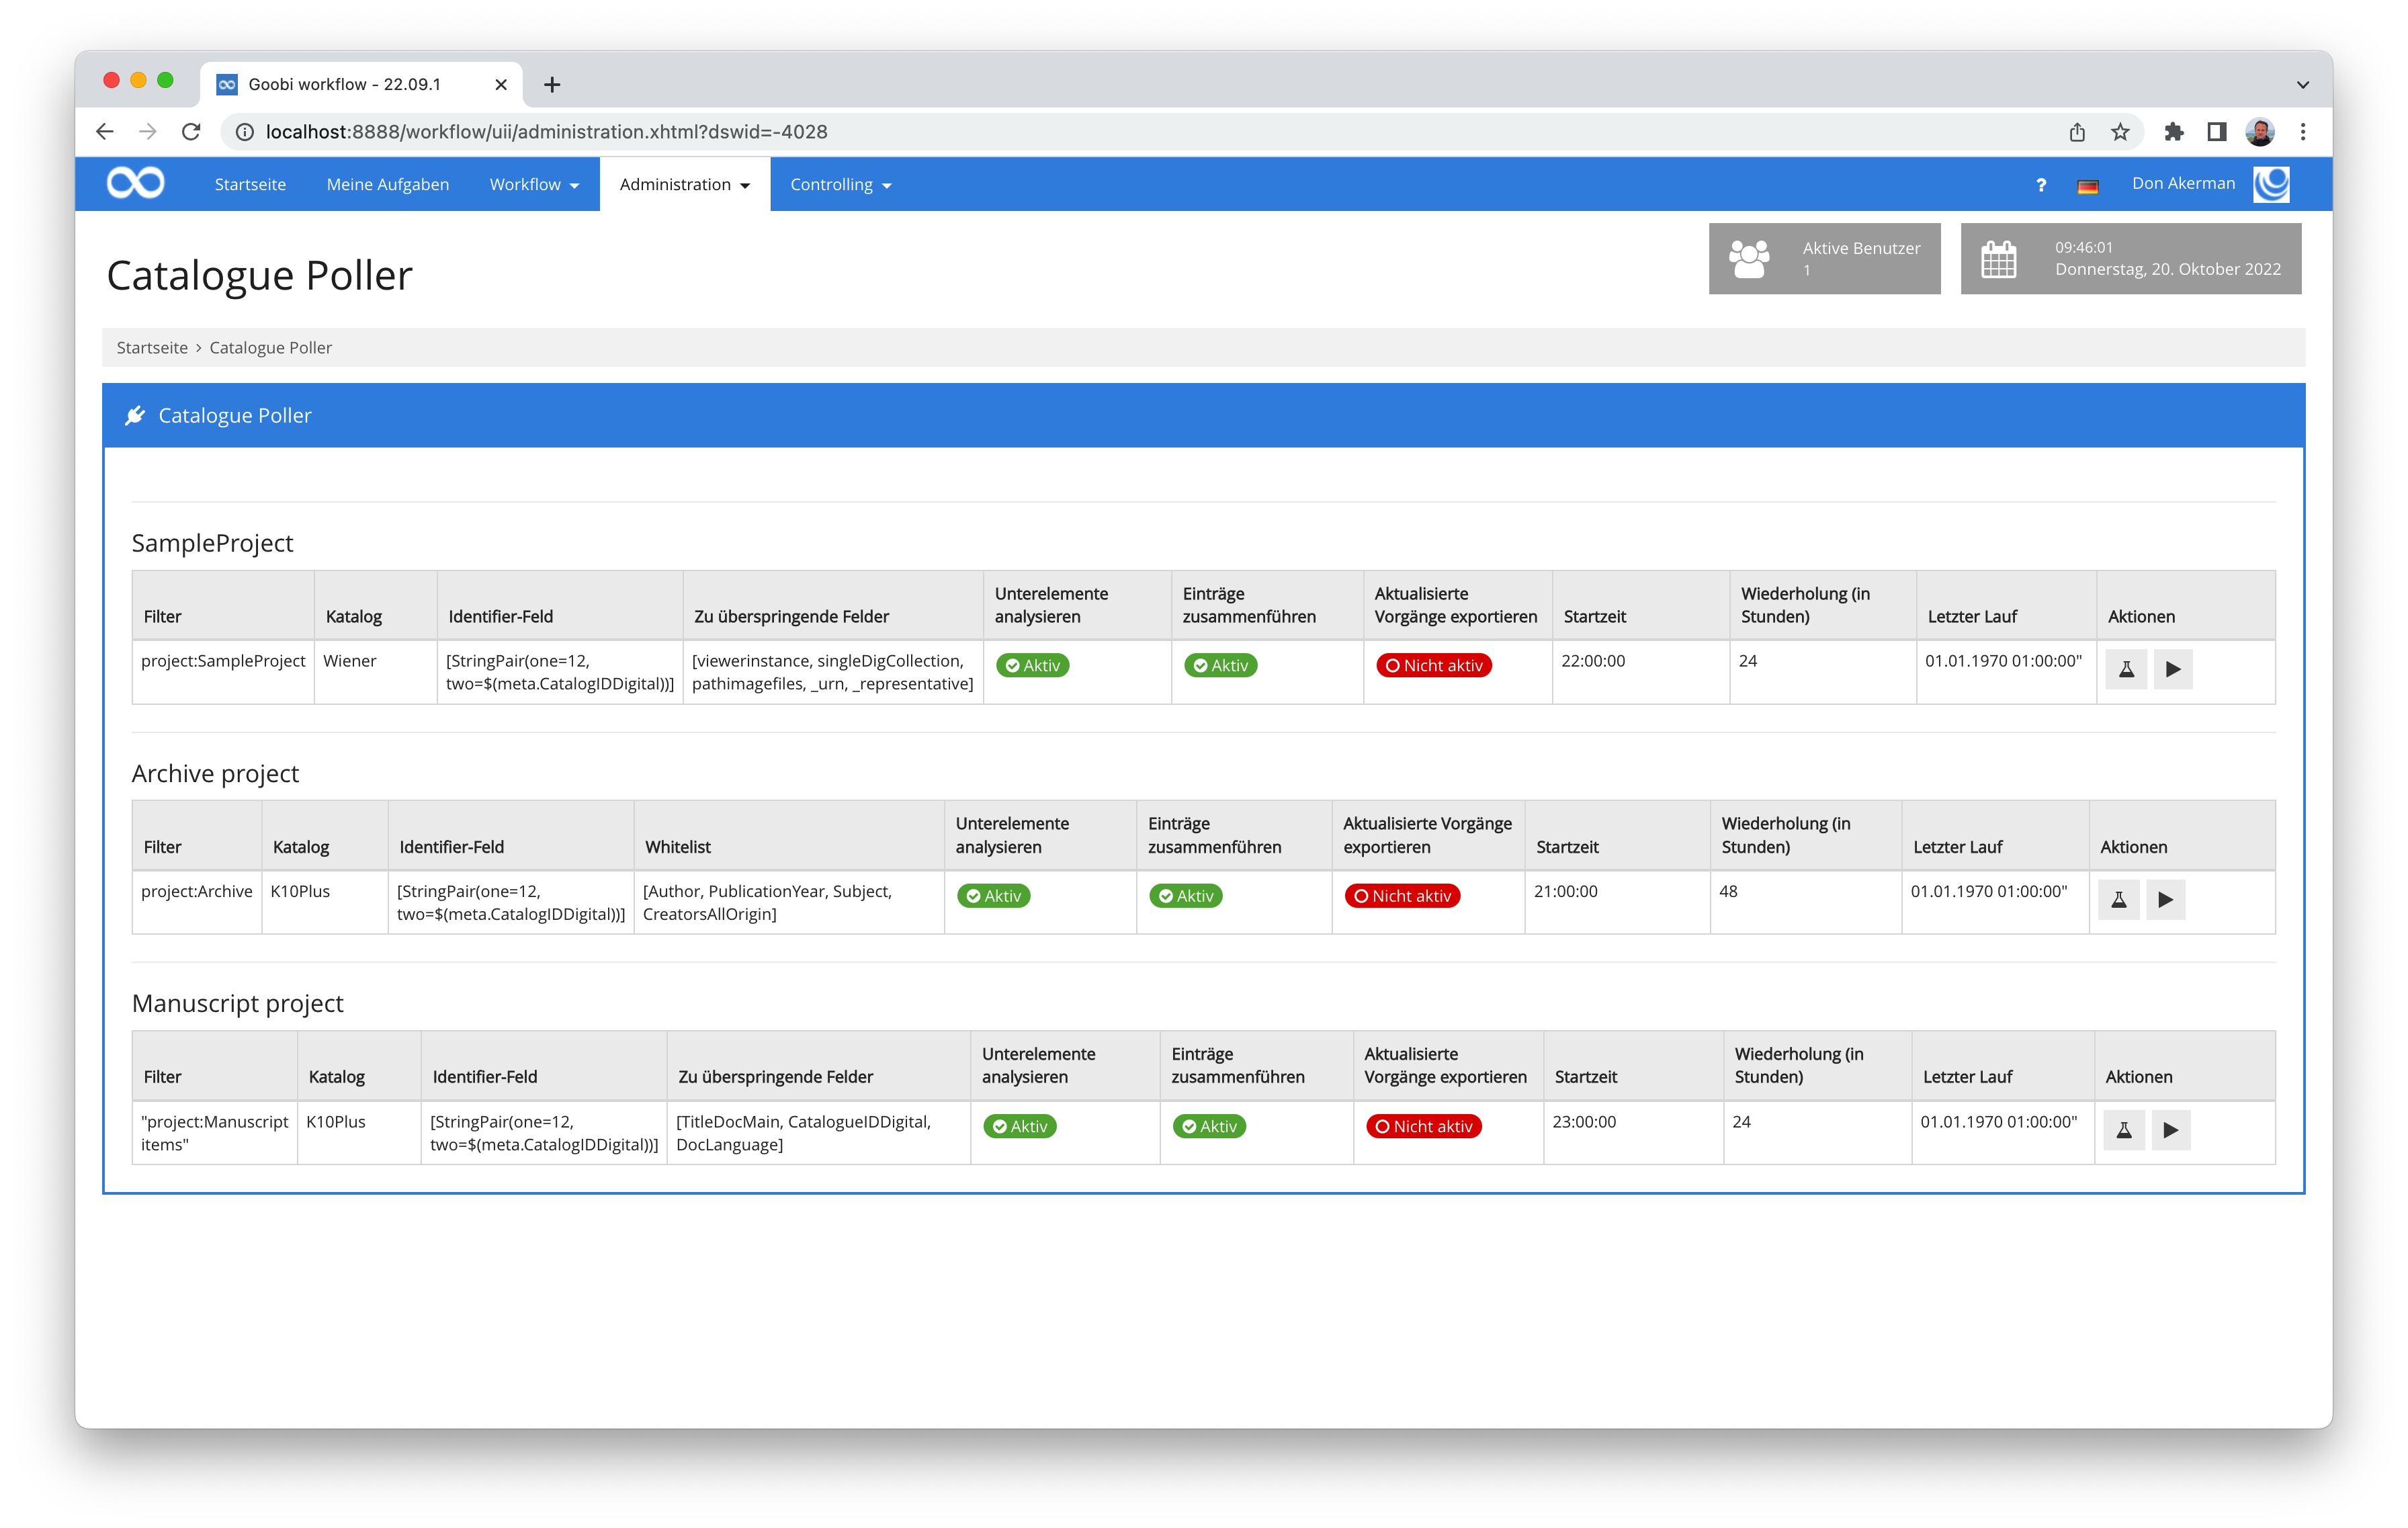 Goobi workflow - 22.09.1
localhost:8888/workflow/uii/administration.xhtml?dswid=-4028
Startseite Meine Aufgaben Workflow Administration Controlling ? Don Akerman
Catalogue Poller
Aktive Benutzer
1
09:46:01
Donnerstag, 20. Oktober 2022
Startseite › Catalogue Poller
Catalogue Poller
SampleProject
Filter Katalog Identifier-Feld Zu überspringende Felder Unterelemente analysieren Einträge zusammenführen Aktualisierte Vorgänge exportieren Startzeit Wiederholung (in Stunden) Letzter Lauf Aktionen
project:SampleProject Wiener [StringPair(one=12, two=$(meta.CatalogIDDigital))] [viewerinstance, singleDigCollection, pathimagefiles, _urn, _representative] Aktiv Aktiv Nicht aktiv 22:00:00 24 01.01.1970 01:00:00"
Archive project
Filter Katalog Identifier-Feld Whitelist Unterelemente analysieren Einträge zusammenführen Aktualisierte Vorgänge exportieren Startzeit Wiederholung (in Stunden) Letzter Lauf Aktionen
project:Archive K10Plus [StringPair(one=12, two=$(meta.CatalogIDDigital))] [Author, PublicationYear, Subject, CreatorsAllOrigin] Aktiv Aktiv Nicht aktiv 21:00:00 48 01.01.1970 01:00:00"
Manuscript project
Filter Katalog Identifier-Feld Zu überspringende Felder Unterelemente analysieren Einträge zusammenführen Aktualisierte Vorgänge exportieren Startzeit Wiederholung (in Stunden) Letzter Lauf Aktionen
"project:Manuscript items" K10Plus [StringPair(one=12, two=$(meta.CatalogIDDigital))] [TitleDocMain, CatalogueIDDigital, DocLanguage] Aktiv Aktiv Nicht aktiv 23:00:00 24 01.01.1970 01:00:00"